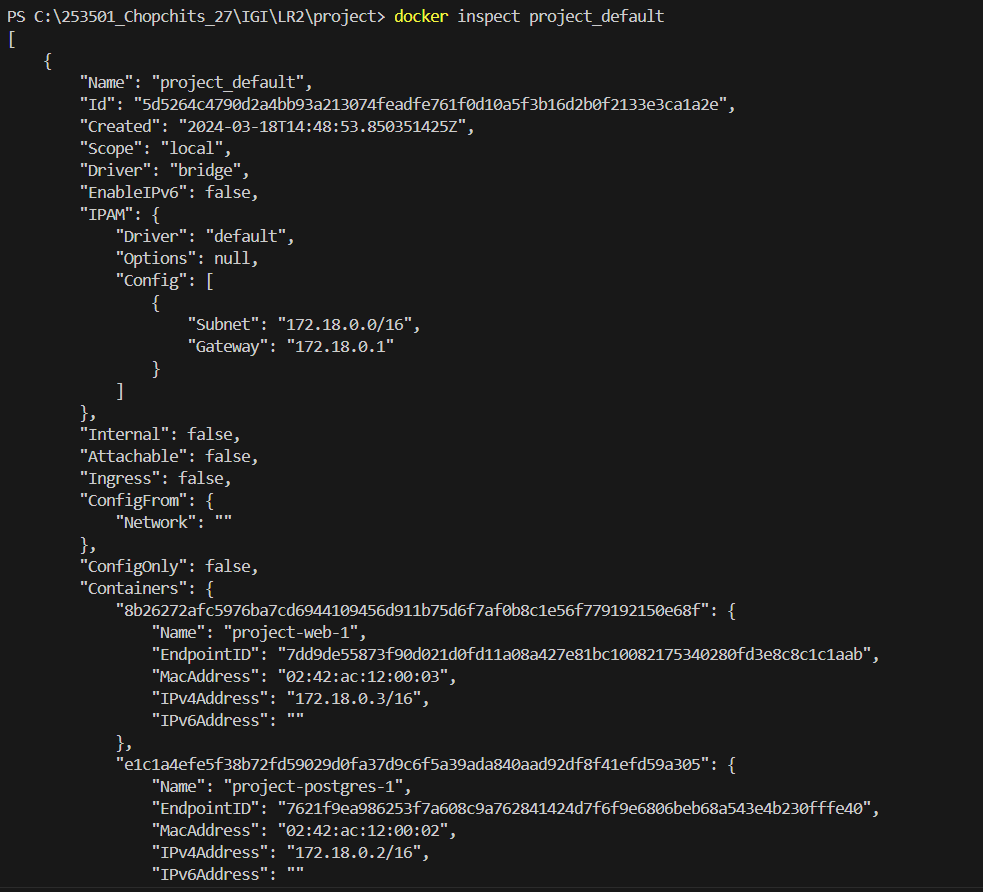 PS C:\253501_Chopchits_27\IGI\LR2\project> docker inspect project_default
[
    {
        "Name": "project_default",
        "Id": "5d5264c4790d2a4bb93a213074feadfe761f0d10a5f3b16d2b0f2133e3ca1a2e",
        "Created": "2024-03-18T14:48:53.850351425Z",
        "Scope": "local",
        "Driver": "bridge",
        "EnableIPv6": false,
        "IPAM": {
            "Driver": "default",
            "Options": null,
            "Config": [
                {
                    "Subnet": "172.18.0.0/16",
                    "Gateway": "172.18.0.1"
                }
            ]
        },
        "Internal": false,
        "Attachable": false,
        "Ingress": false,
        "ConfigFrom": {
            "Network": ""
        },
        "ConfigOnly": false,
        "Containers": {
            "8b26272afc5976ba7cd6944109456d911b75d6f7af0b8c1e56f779192150e68f": {
                "Name": "project-web-1",
                "EndpointID": "7dd9de55873f90d021d0fd11a08a427e81bc10082175340280fd3e8c8c1c1aab",
                "MacAddress": "02:42:ac:12:00:03",
                "IPv4Address": "172.18.0.3/16",
                "IPv6Address": ""
            },
            "e1c1a4efe5f38b72fd59029d0fa37d9c6f5a39ada840aad92df8f41efd59a305": {
                "Name": "project-postgres-1",
                "EndpointID": "7621f9ea986253f7a608c9a762841424d7f6f9e6806beb68a543e4b230fffe40",
                "MacAddress": "02:42:ac:12:00:02",
                "IPv4Address": "172.18.0.2/16",
                "IPv6Address": ""